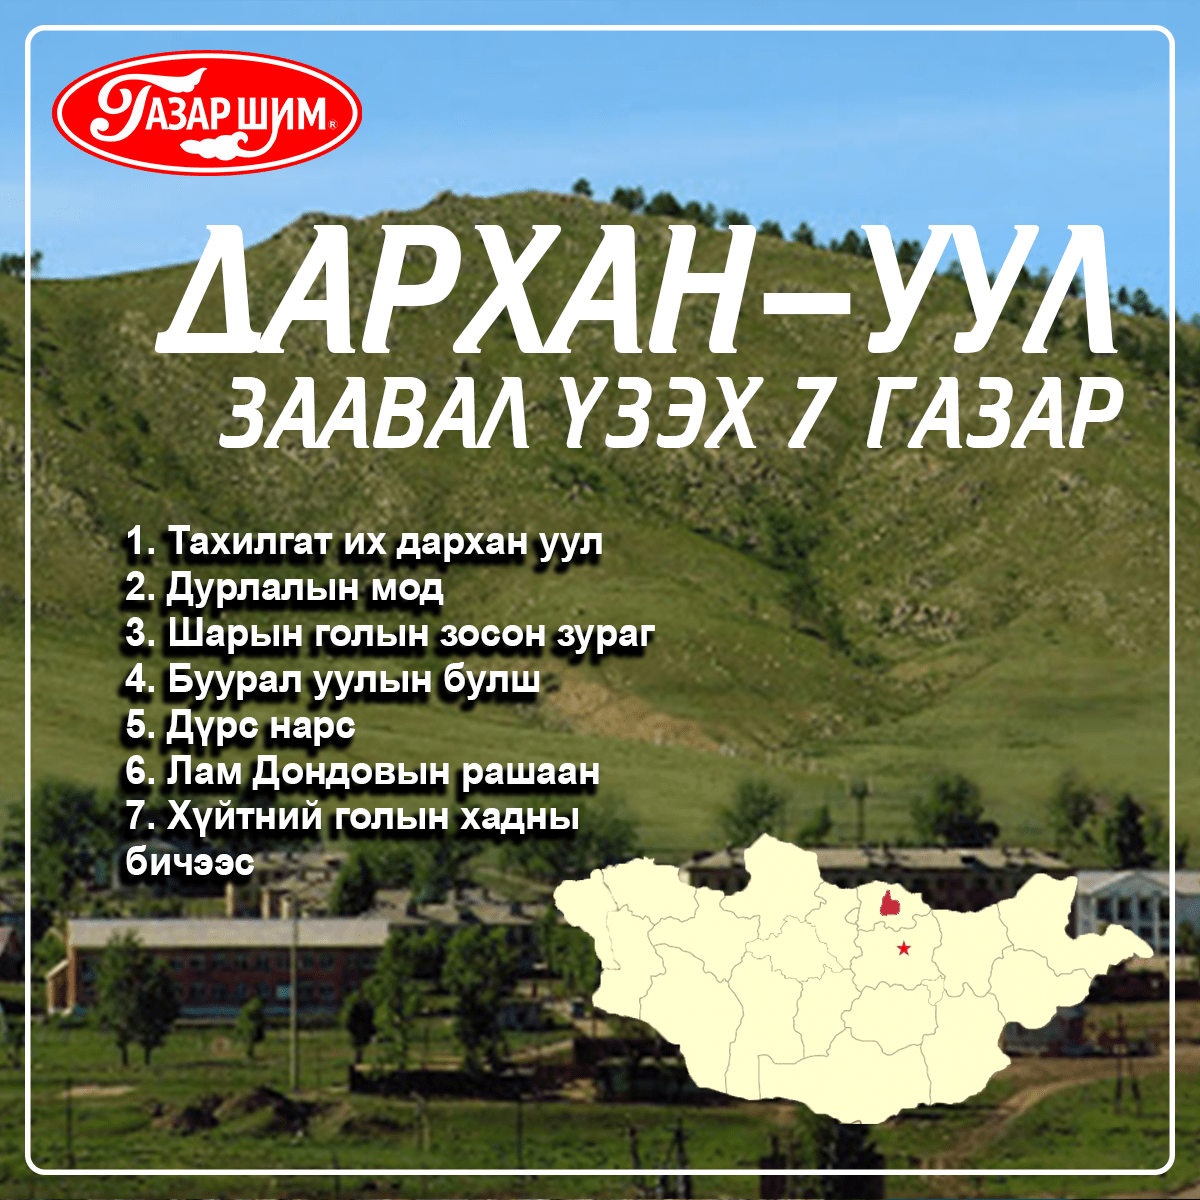 ГАЗАР ШИМ®
ДАРХАН-УУЛ
ЗААВАЛ ҮЗЭХ 7 ГАЗАР
1. Тахилгат их дархан уул
2. Дурлалын мод
3. Шарын голын зосон зураг
4. Буурал уулын булш
5. Дүрс нарс
6. Лам Дондовын рашаан
7. Хүйтний голын хадны
бичээс